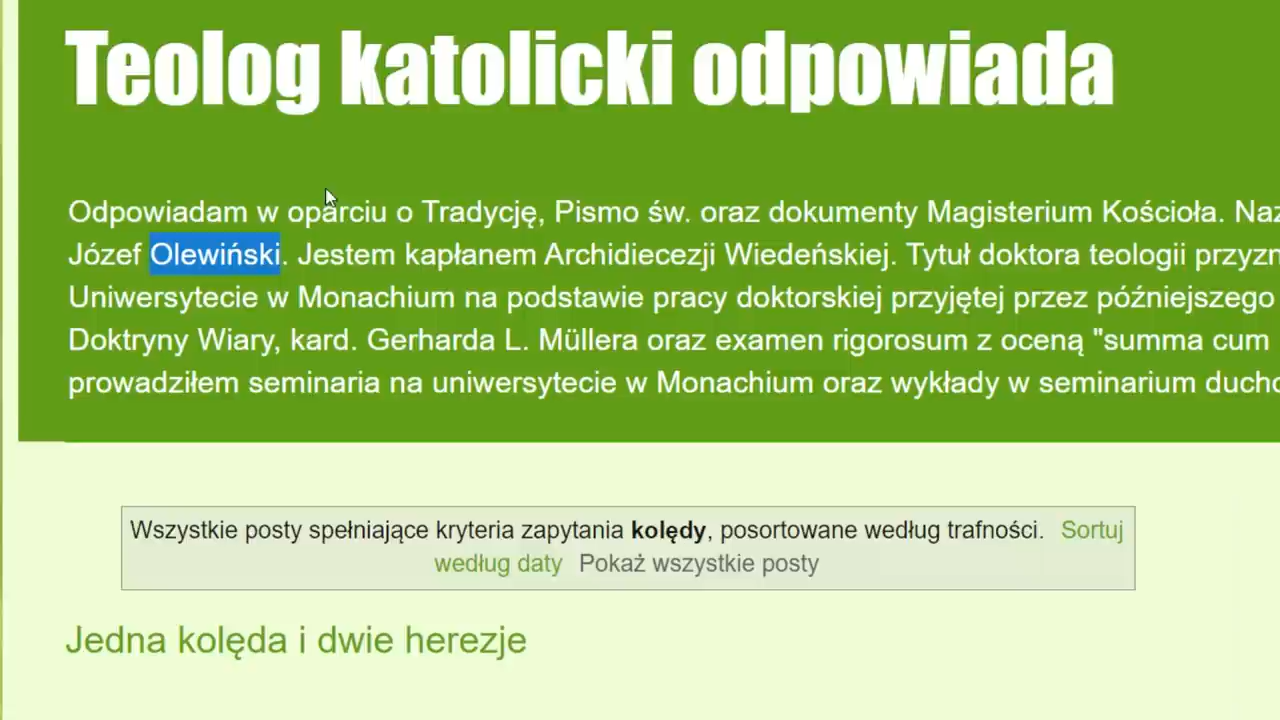 Teolog katolicki odpowiada
Odpowiadam w oparciu o Tradycję, Pismo św. oraz dokumenty Magisterium Kościoła.
Józef Olewiński. Jestem kapłanem Archidiecezji Wiedeńskiej. Tytuł doktora teologii
Uniwersytecie w Monachium na podstawie pracy doktorskiej przyjętej przez późniejszego
Doktryny Wiary, kard. Gerharda L. Müllera oraz examen rigorosum z oceną "summa cum
prowadziłem seminaria na uniwersytecie w Monachium oraz wykłady w seminarium
Wszystkie posty spełniające kryteria zapytania kolędy, posortowane według trafności. Sortuj
według daty Pokaż wszystkie posty
Jedna kolęda i dwie herezje